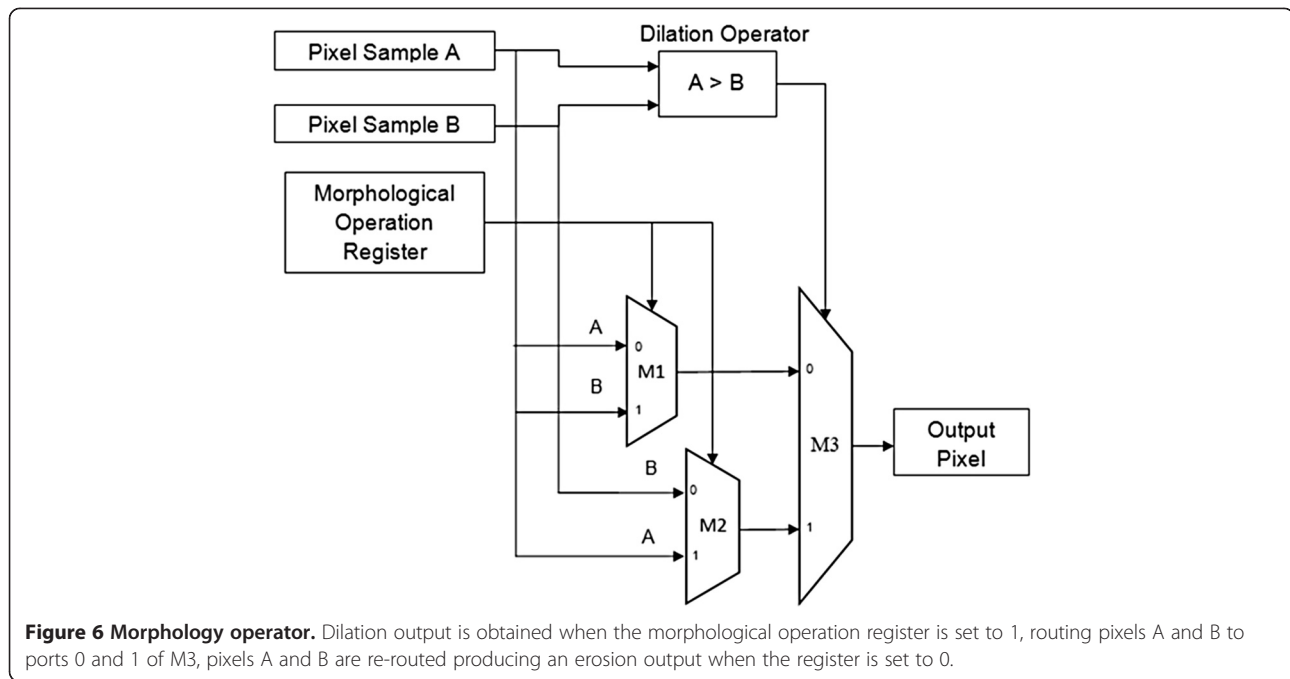 Dilation Operator
Pixel Sample A
A > B
Pixel Sample B
Morphological
Operation
Register
A
0
M1
B
1
0
M3
1
Output
Pixel
B
0
M2
A
1
Figure 6 Morphology operator. Dilation output is obtained when the morphological operation register is set to 1, routing pixels A and B to
ports 0 and 1 of M3, pixels A and B are re-routed producing an erosion output when the register is set to 0.